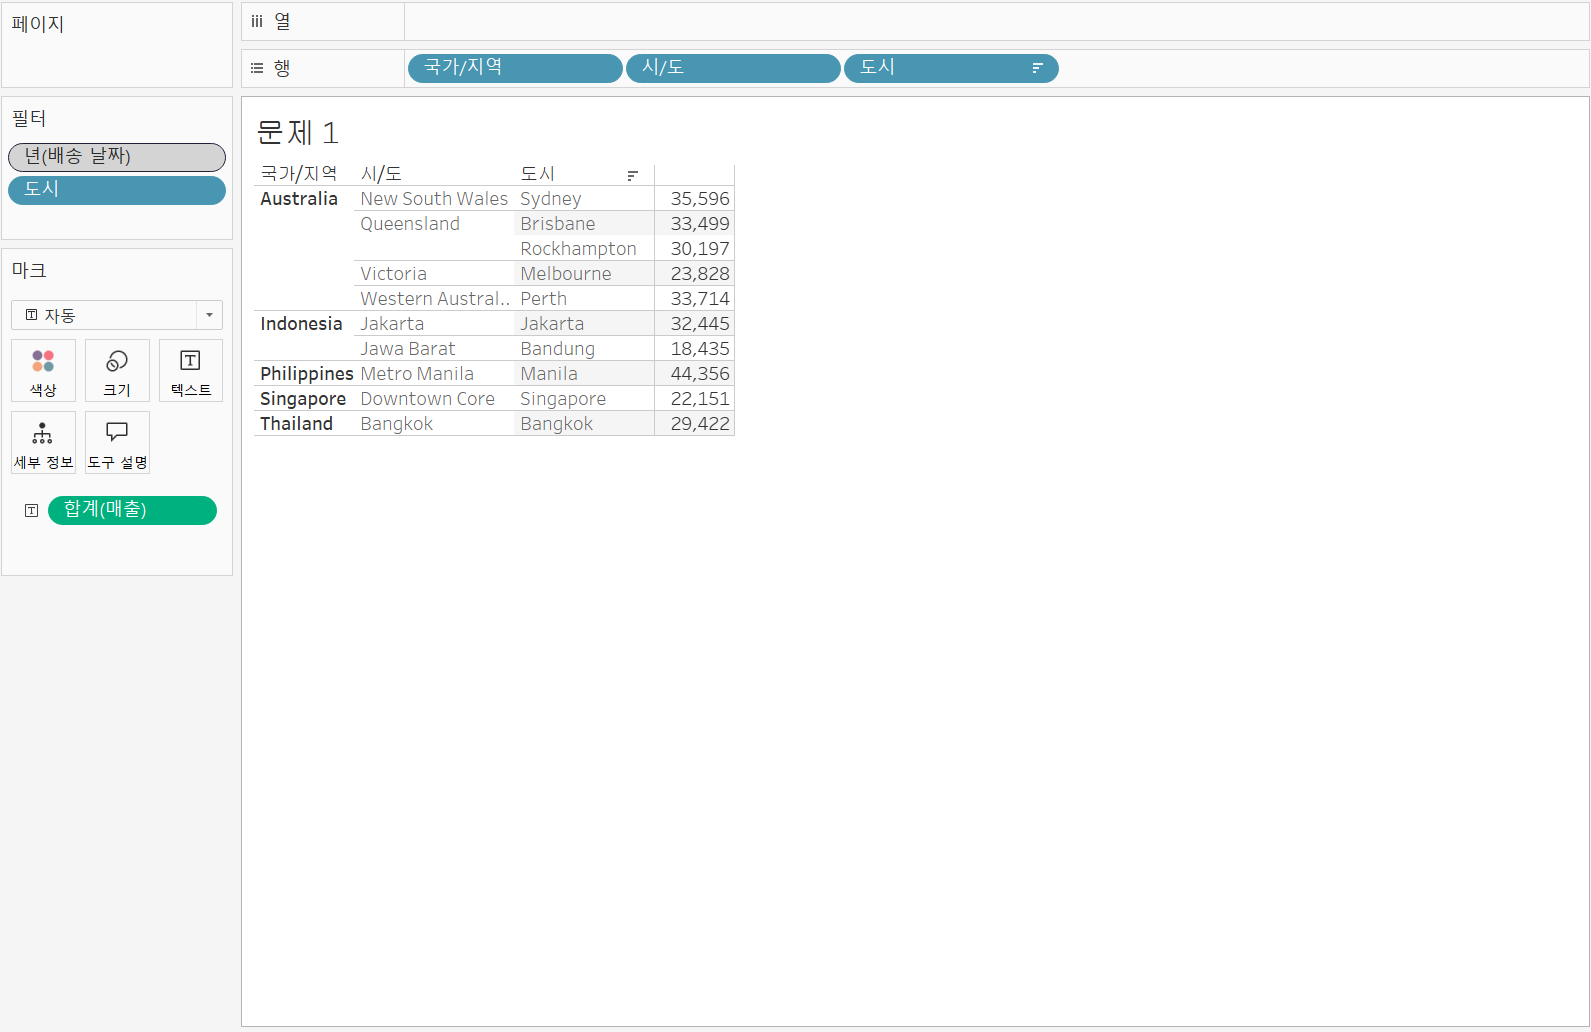 페이지
iii 열
행 국가/지역 시/도 도시
필터
년(배송 날짜)
도시
마크
자동
색상 크기 텍스트
세부 정보 도구 설명
합계(매출)
문제 1
국가/지역 시/도 도시
Australia New South Wales Sydney 35,596
Queensland Brisbane 33,499
Rockhampton 30,197
Victoria Melbourne 23,828
Western Austral.. Perth 33,714
Indonesia Jakarta Jakarta 32,445
Jawa Barat Bandung 18,435
Philippines Metro Manila Manila 44,356
Singapore Downtown Core Singapore 22,151
Thailand Bangkok Bangkok 29,422